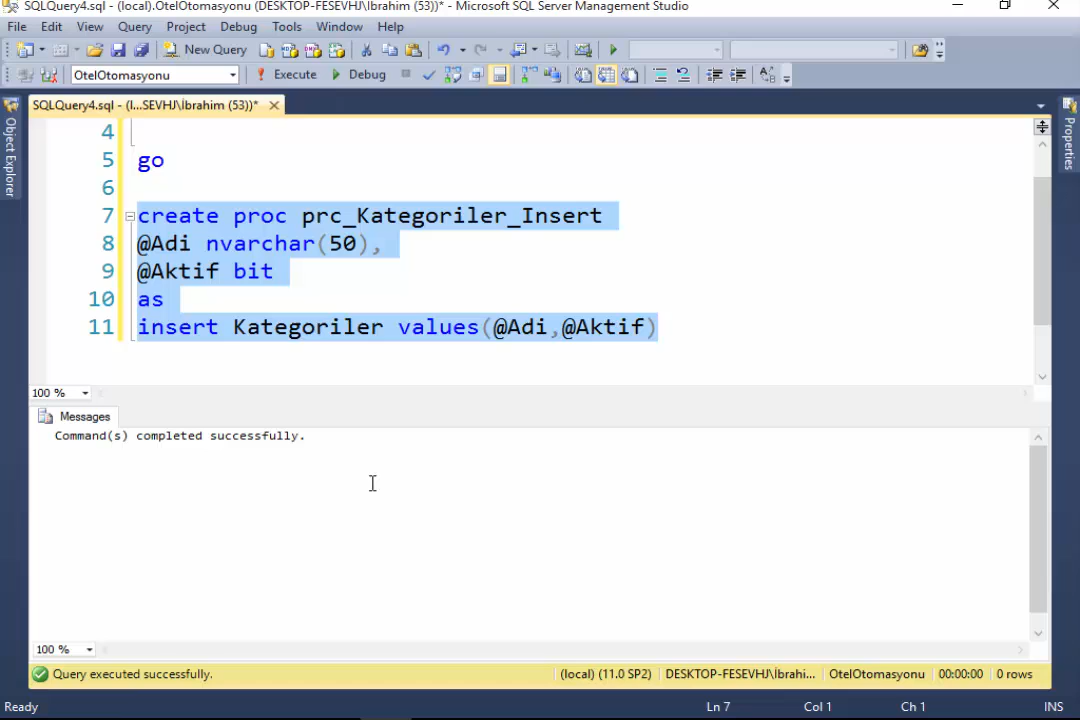 SQLQuery4.sql - (local).OtelOtomasyonu (DESKTOP-FESEVHJ\İbrahim (53))* - Microsoft SQL Server Management Studio
File Edit View Query Project Debug Tools Window Help
New Query
OtelOtomasyonu Execute Debug
SQLQuery4.sql - (l...SEVHJ\İbrahim (53))*
Object Explorer
Properties
4
5 go
6
7 create proc prc_Kategoriler_Insert
8 @Adi nvarchar(50),
9 @Aktif bit
10 as
11 insert Kategoriler values(@Adi,@Aktif)
100 %
Messages
Command(s) completed successfully.
100 %
Query executed successfully. (local) (11.0 SP2) DESKTOP-FESEVHJ\İbrahi... OtelOtomasyonu 00:00:00 0 rows
Ready Ln 7 Col 1 Ch 1 INS